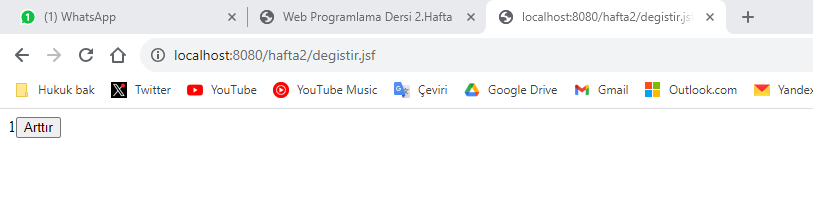 1 (1) WhatsApp Web Programlama Dersi 2.Hafta localhost:8080/hafta2/degistir.jsf
localhost:8080/hafta2/degistir.jsf
Hukuk bak Twitter YouTube YouTube Music Çeviri Google Drive Gmail Outlook.com Yandex
1 Arttır